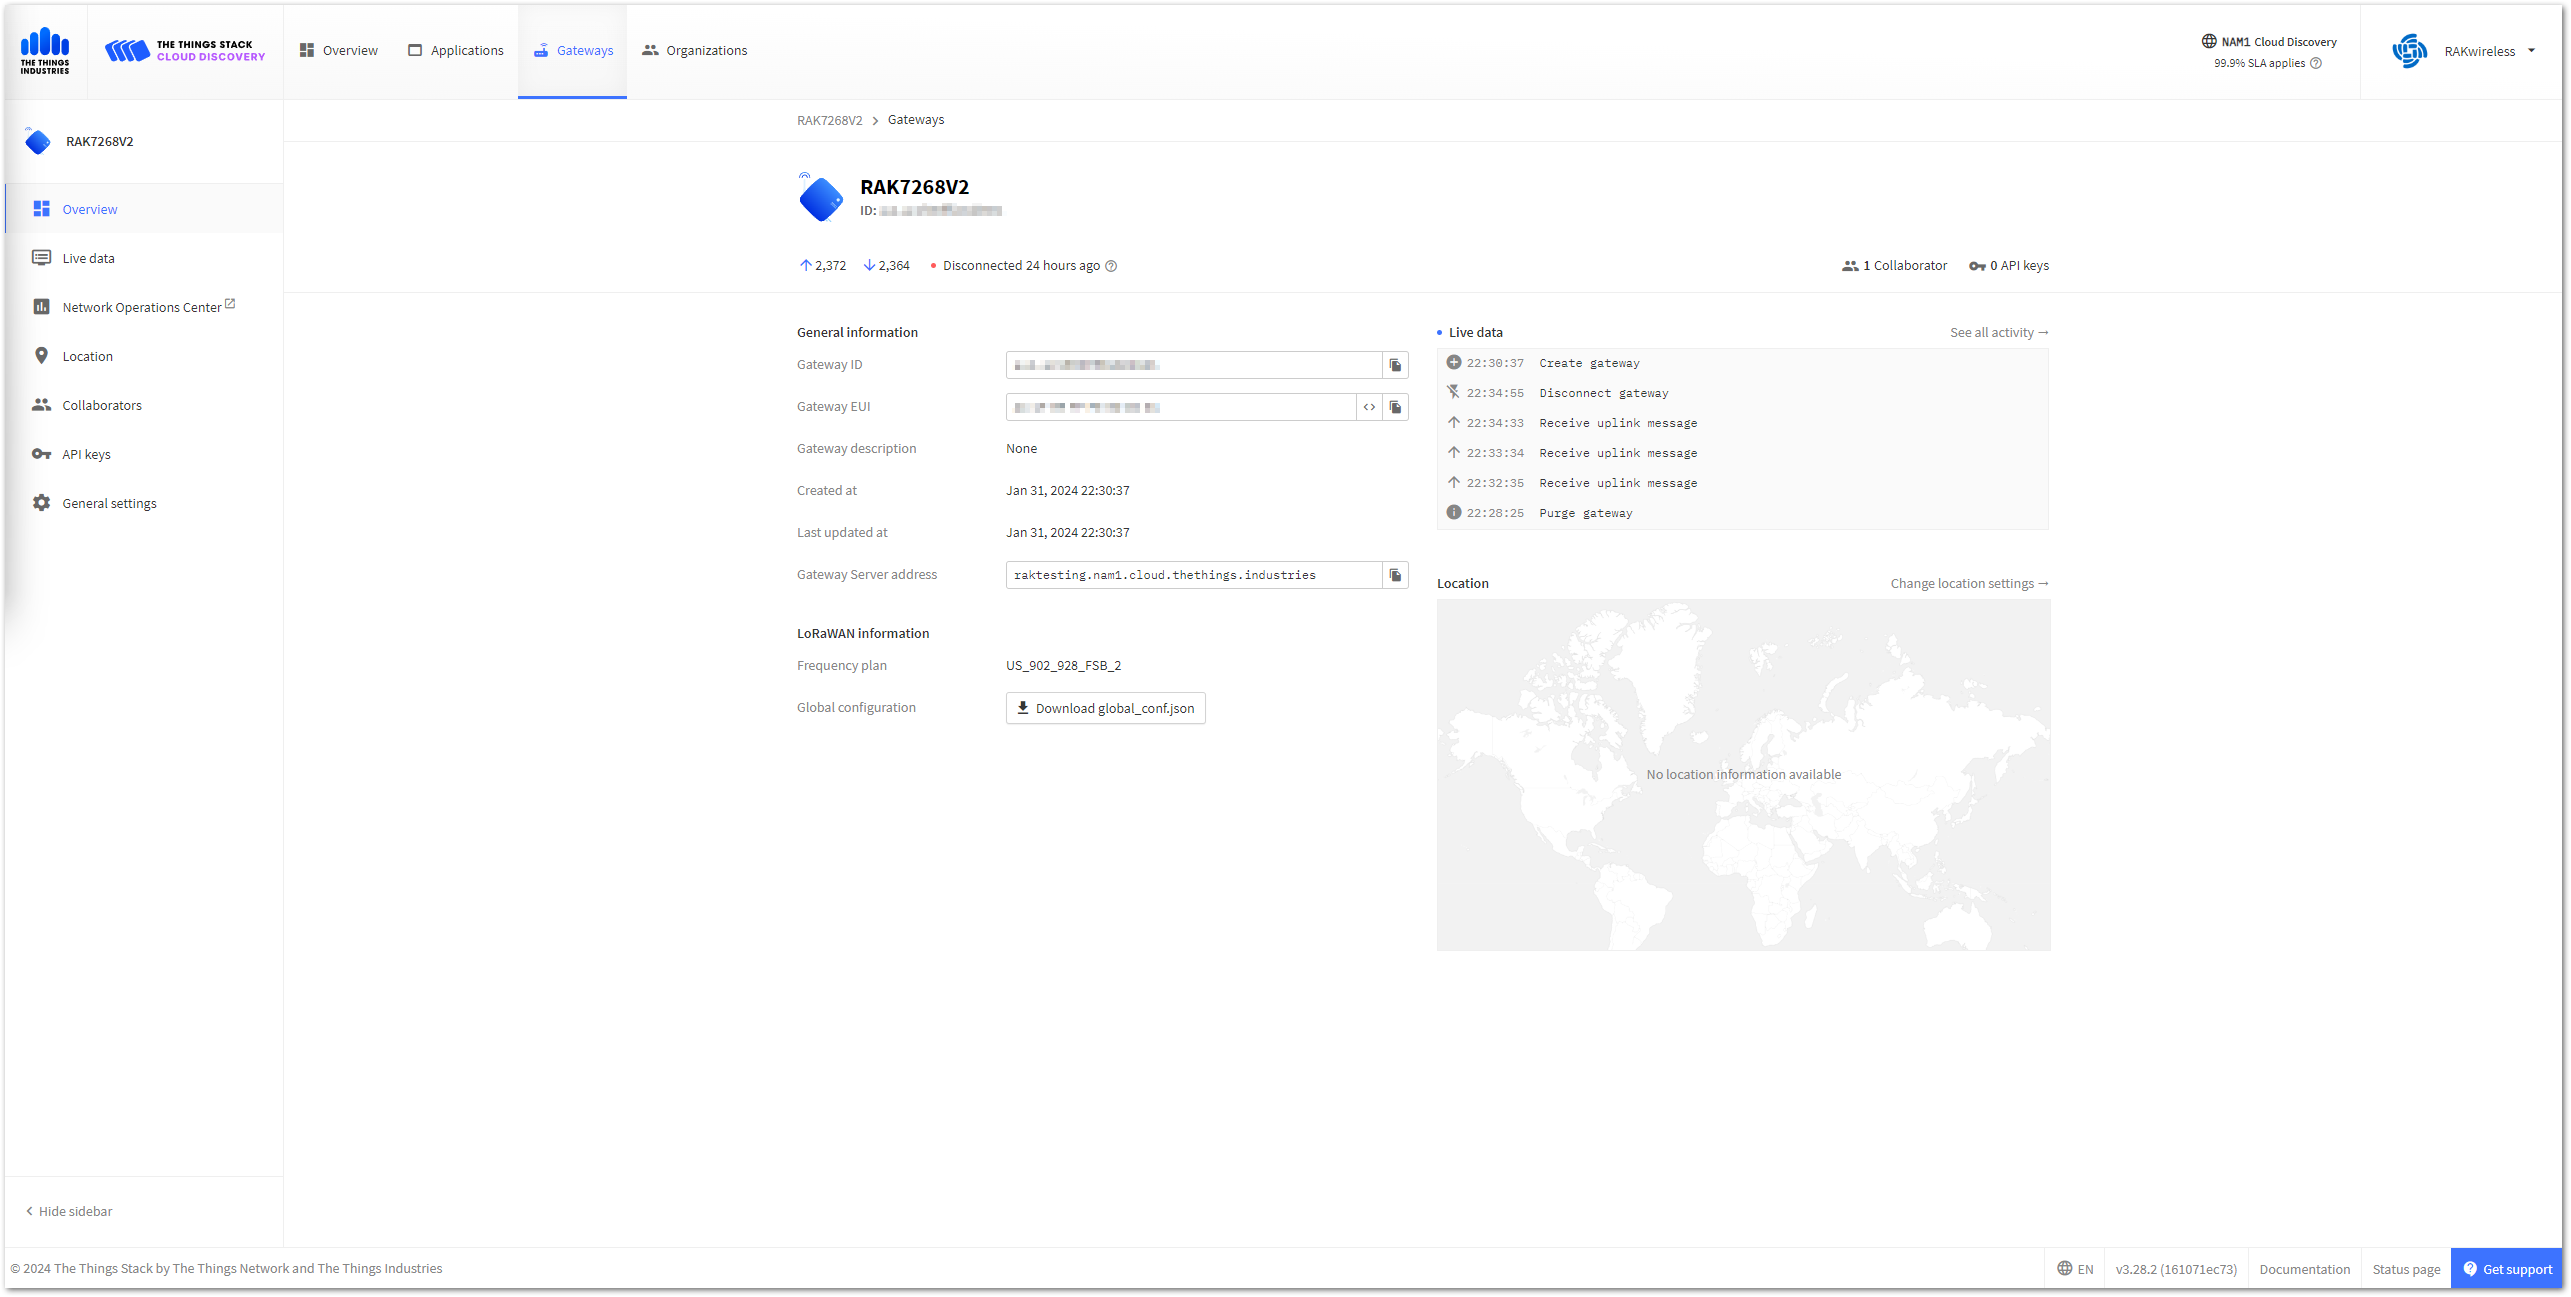 THE THINGS
INDUSTRIES
THE THINGS STACK
CLOUD DISCOVERY
Overview
Applications
Gateways
Organizations
NAM1 Cloud Discovery
99.9% SLA applies
RAKwireless
RAK7268V2
Overview
Live data
Network Operations Center
Location
Collaborators
API keys
General settings
Hide sidebar
RAK7268V2 > Gateways
RAK7268V2
ID:
2,372 2,364 Disconnected 24 hours ago
1 Collaborator 0 API keys
General information
Gateway ID
Gateway EUI
Gateway description None
Created at Jan 31, 2024 22:30:37
Last updated at Jan 31, 2024 22:30:37
Gateway Server address raktesting.nam1.cloud.thethings.industries
LoRaWAN information
Frequency plan US_902_928_FSB_2
Global configuration Download global_conf.json
Live data See all activity →
22:30:37 Create gateway
22:34:55 Disconnect gateway
22:34:33 Receive uplink message
22:33:34 Receive uplink message
22:32:35 Receive uplink message
22:28:25 Purge gateway
Location Change location settings →
No location information available
© 2024 The Things Stack by The Things Network and The Things Industries
EN
v3.28.2 (161071ec73)
Documentation
Status page
Get support